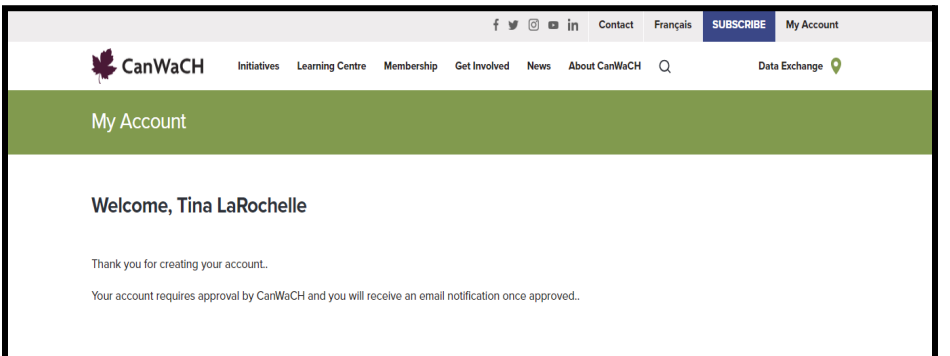 Contact Français SUBSCRIBE My Account
CanWaCH Initiatives Learning Centre Membership Get Involved News About CanWaCH Data Exchange
My Account
Welcome, Tina LaRochelle
Thank you for creating your account..
Your account requires approval by CanWaCH and you will receive an email notification once approved..